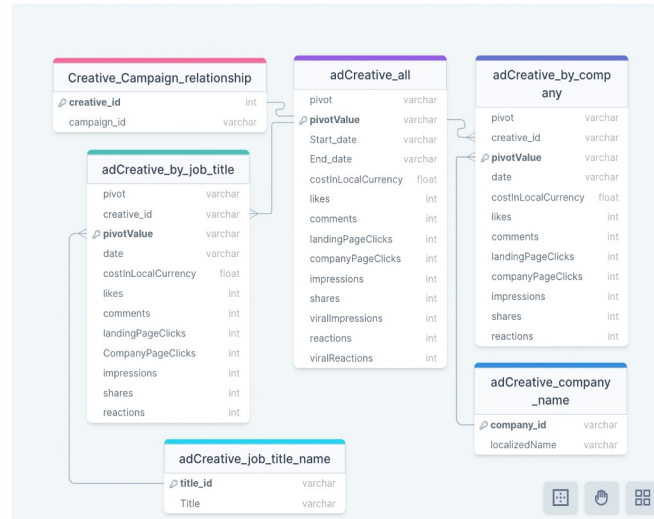 Creative_Campaign_relationship
creative_id int
campaign_id varchar
adCreative_by_job_title
pivot varchar
creative_id varchar
pivotValue varchar
date varchar
costInLocalCurrency float
likes int
comments int
landingPageClicks int
CompanyPageClicks int
impressions int
shares int
reactions int
adCreative_job_title_name
title_id varchar
Title varchar
adCreative_all
pivot varchar
pivotValue varchar
Start_date varchar
End_date varchar
costInLocalCurrency float
likes int
comments int
landingPageClicks int
companyPageClicks int
impressions int
shares int
viralImpressions int
reactions int
viralReactions int
adCreative_by_comp
any
pivot varchar
creative_id varchar
pivotValue varchar
date varchar
costInLocalCurrency float
likes int
comments int
landingPageClicks int
companyPageClicks int
impressions int
shares int
reactions int
adCreative_company
_name
company_id varchar
localizedName varchar